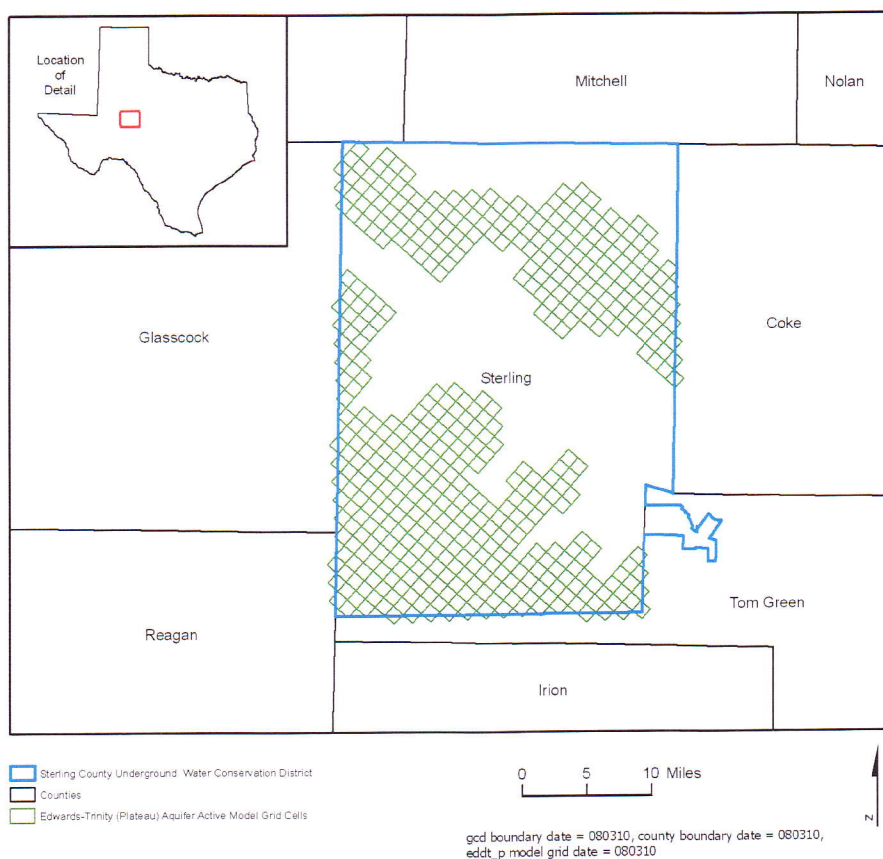 Location
of
Detail
Mitchell
Nolan
Glasscock
Coke
Sterling
Tom Green
Reagan
Irion
Sterling County Underground Water Conservation District
Counties
Edwards-Trinity (Plateau) Aquifer Active Model Grid Cells
0 5 10 Miles
N
gcd boundary date = 080310, county boundary date = 080310,
eddt_p model grid date = 080310